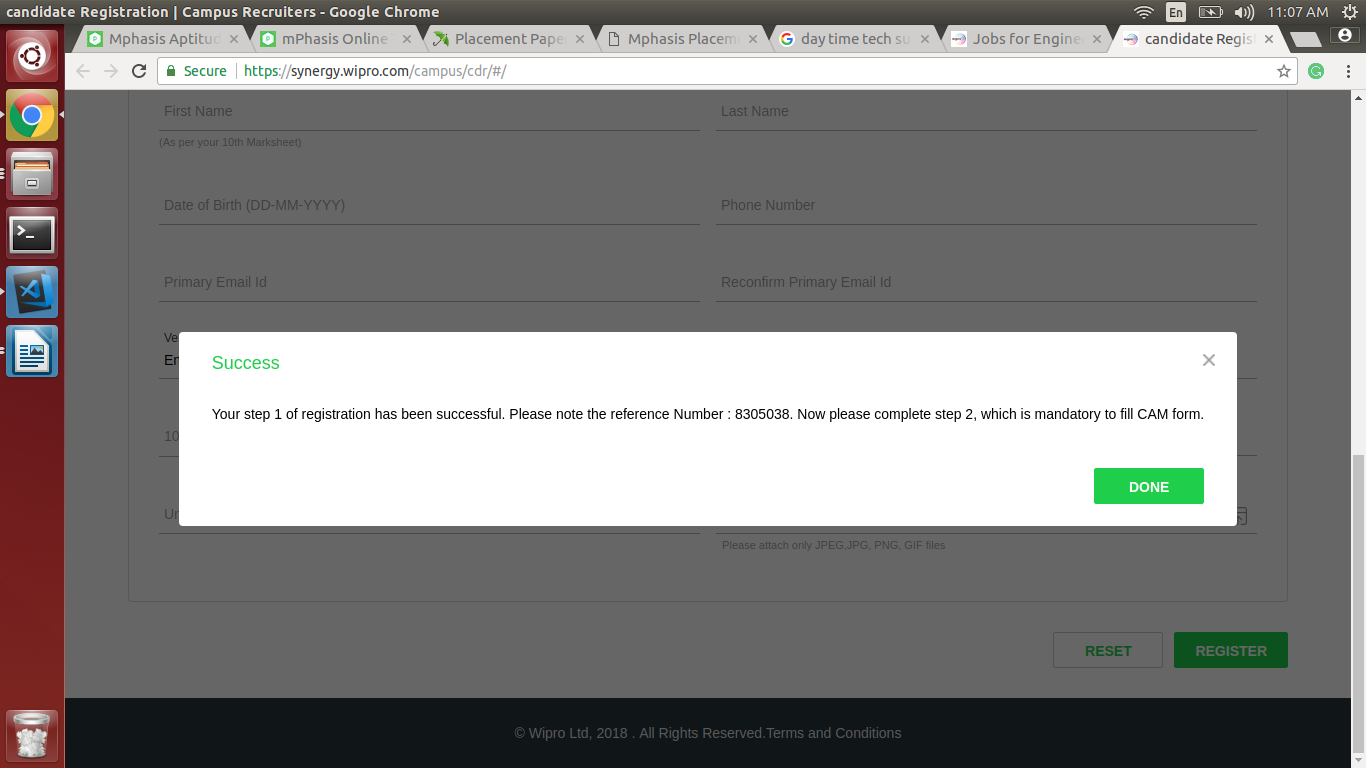 candidate Registration | Campus Recruiters - Google Chrome
En
11:07 AM
Mphasis Aptitud
mPhasis Online
Placement Pape
Mphasis Placem
day time tech su
Jobs for Engine
candidate Regis
Secure
https://synergy.wipro.com/campus/cdr/#/
First Name
Last Name
(As per your 10th Marksheet)
Date of Birth (DD-MM-YYYY)
Phone Number
Primary Email Id
Reconfirm Primary Email Id
Ve
En
Success
Your step 1 of registration has been successful. Please note the reference Number : 8305038. Now please complete step 2, which is mandatory to fill CAM form.
10
DONE
Un
Please attach only JPEG,JPG, PNG, GIF files
RESET
REGISTER
© Wipro Ltd, 2018 . All Rights Reserved.Terms and Conditions